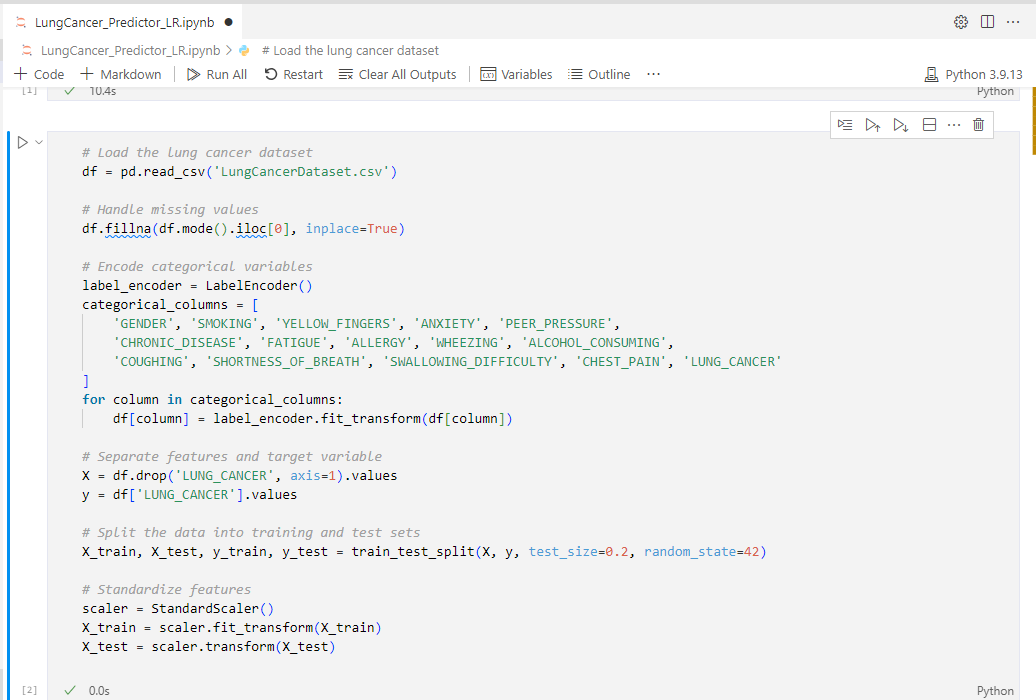 LungCancer_Predictor_LR.ipynb ●
LungCancer_Predictor_LR.ipynb > # Load the lung cancer dataset
+ Code + Markdown | Run All Restart Clear All Outputs | Variables Outline ··· Python 3.9.13
[1] ✓ 10.4s Python
# Load the lung cancer dataset
df = pd.read_csv('LungCancerDataset.csv')
# Handle missing values
df.fillna(df.mode().iloc[0], inplace=True)
# Encode categorical variables
label_encoder = LabelEncoder()
categorical_columns = [
    'GENDER', 'SMOKING', 'YELLOW_FINGERS', 'ANXIETY', 'PEER_PRESSURE',
    'CHRONIC_DISEASE', 'FATIGUE', 'ALLERGY', 'WHEEZING', 'ALCOHOL_CONSUMING',
    'COUGHING', 'SHORTNESS_OF_BREATH', 'SWALLOWING_DIFFICULTY', 'CHEST_PAIN', 'LUNG_CANCER'
]
for column in categorical_columns:
    df[column] = label_encoder.fit_transform(df[column])
# Separate features and target variable
X = df.drop('LUNG_CANCER', axis=1).values
y = df['LUNG_CANCER'].values
# Split the data into training and test sets
X_train, X_test, y_train, y_test = train_test_split(X, y, test_size=0.2, random_state=42)
# Standardize features
scaler = StandardScaler()
X_train = scaler.fit_transform(X_train)
X_test = scaler.transform(X_test)
[2] ✓ 0.0s Python